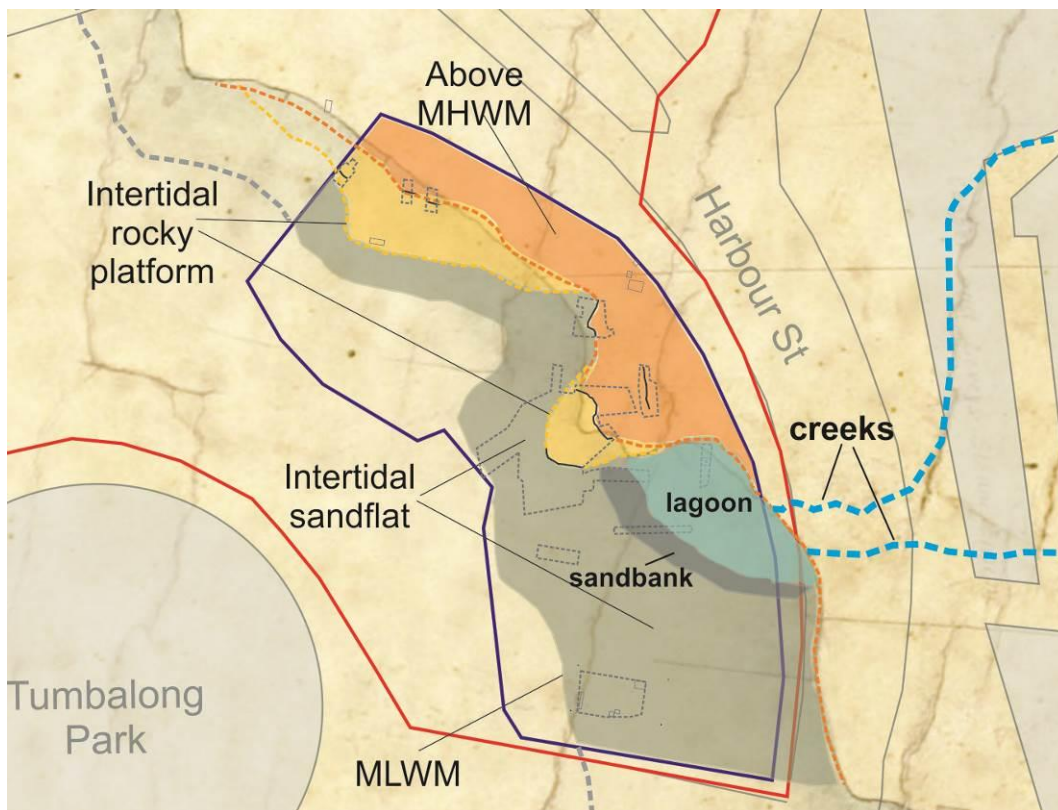 Above
MHWM
Intertidal
rocky
platform
Harbour St
creeks
Intertidal
sandflat
lagoon
sandbank
Tumbalong
Park
MLWM